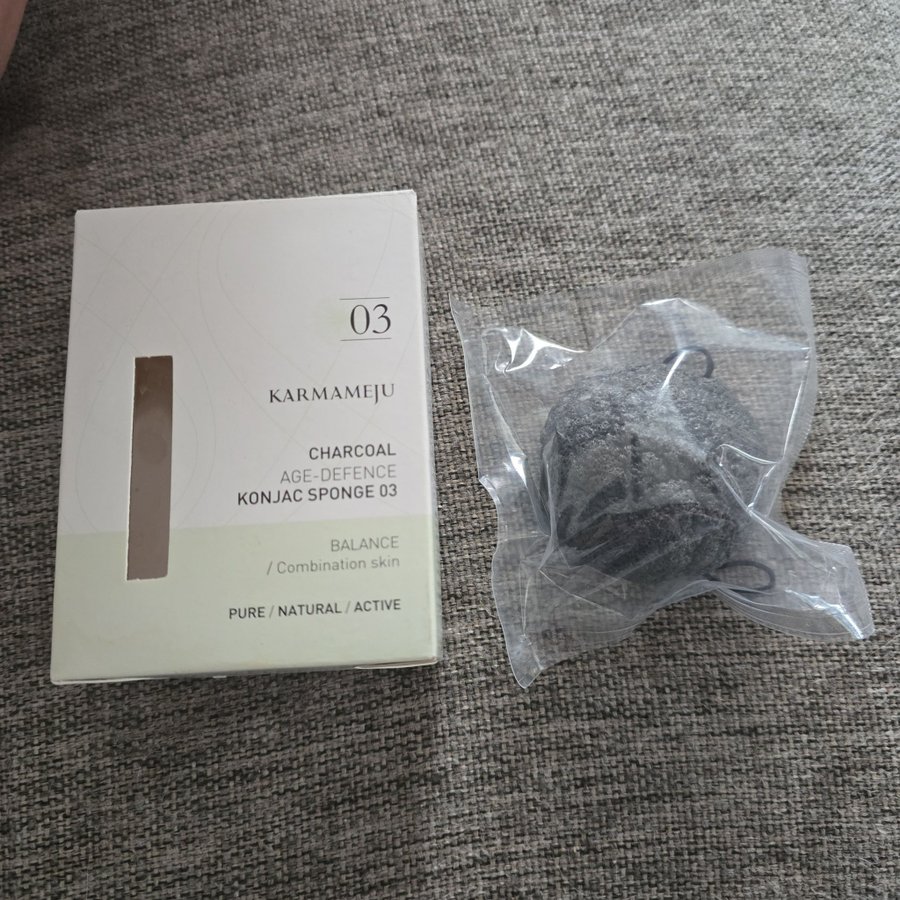 03
KARMAMEJU
CHARCOAL
AGE-DEFENCE
KONJAC SPONGE 03
BALANCE
/ Combination skin
PURE / NATURAL / ACTIVE